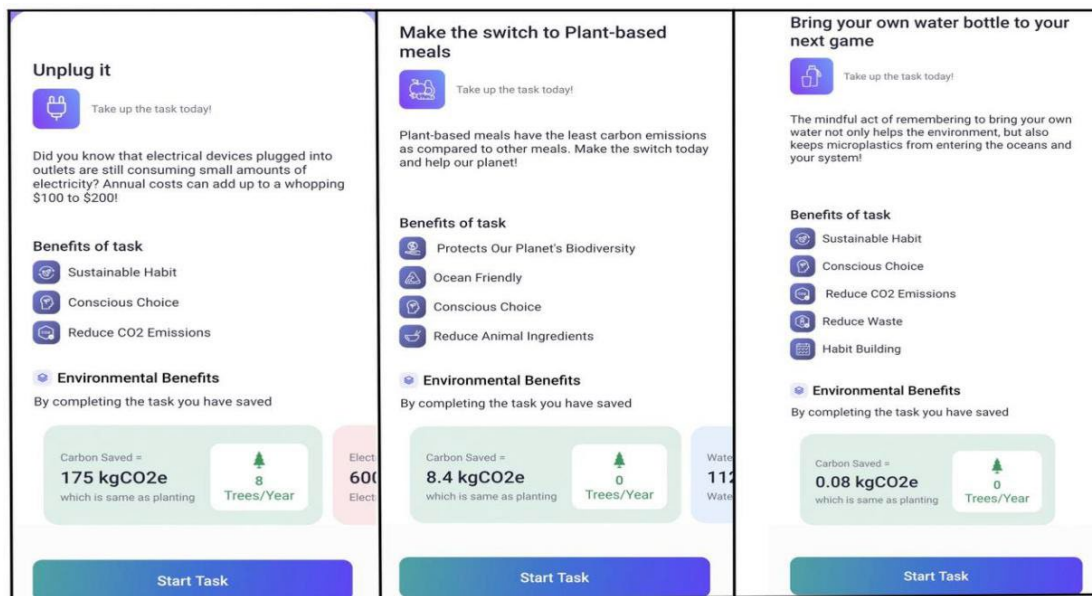 Unplug it
Take up the task today!
Did you know that electrical devices plugged into
outlets are still consuming small amounts of
electricity? Annual costs can add up to a whopping
$100 to $200!
Benefits of task
Sustainable Habit
Conscious Choice
Reduce CO2 Emissions
Environmental Benefits
By completing the task you have saved
Carbon Saved =
175 kgCO2e
which is same as planting
8
Trees/Year
Start Task
Make the switch to Plant-based
meals
Take up the task today!
Plant-based meals have the least carbon emissions
as compared to other meals. Make the switch today
and help our planet!
Benefits of task
Protects Our Planet's Biodiversity
Ocean Friendly
Conscious Choice
Reduce Animal Ingredients
Environmental Benefits
By completing the task you have saved
Carbon Saved =
8.4 kgCO2e
which is same as planting
0
Trees/Year
Start Task
Bring your own water bottle to your
next game
Take up the task today!
The mindful act of remembering to bring your own
water not only helps the environment, but also
keeps microplastics from entering the oceans and
your system!
Benefits of task
Sustainable Habit
Conscious Choice
Reduce CO2 Emissions
Reduce Waste
Habit Building
Environmental Benefits
By completing the task you have saved
Carbon Saved =
0.08 kgCO2e
which is same as planting
0
Trees/Year
Start Task